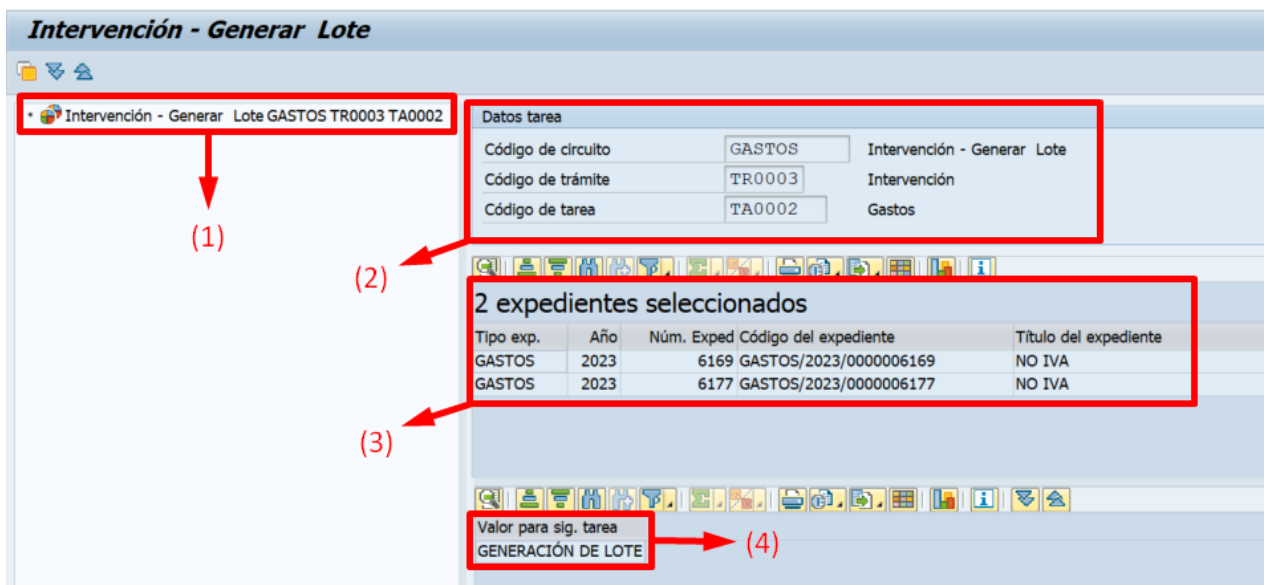 Intervención - Generar Lote
Intervención - Generar Lote GASTOS TR0003 TA0002
(1)
Datos tarea
Código de circuito GASTOS Intervención - Generar Lote
Código de trámite TR0003 Intervención
Código de tarea TA0002 Gastos
(2)
2 expedientes seleccionados
Tipo exp. Año Núm. Exped Código del expediente Título del expediente
GASTOS 2023 6169 GASTOS/2023/0000006169 NO IVA
GASTOS 2023 6177 GASTOS/2023/0000006177 NO IVA
(3)
Valor para sig. tarea
GENERACIÓN DE LOTE
(4)